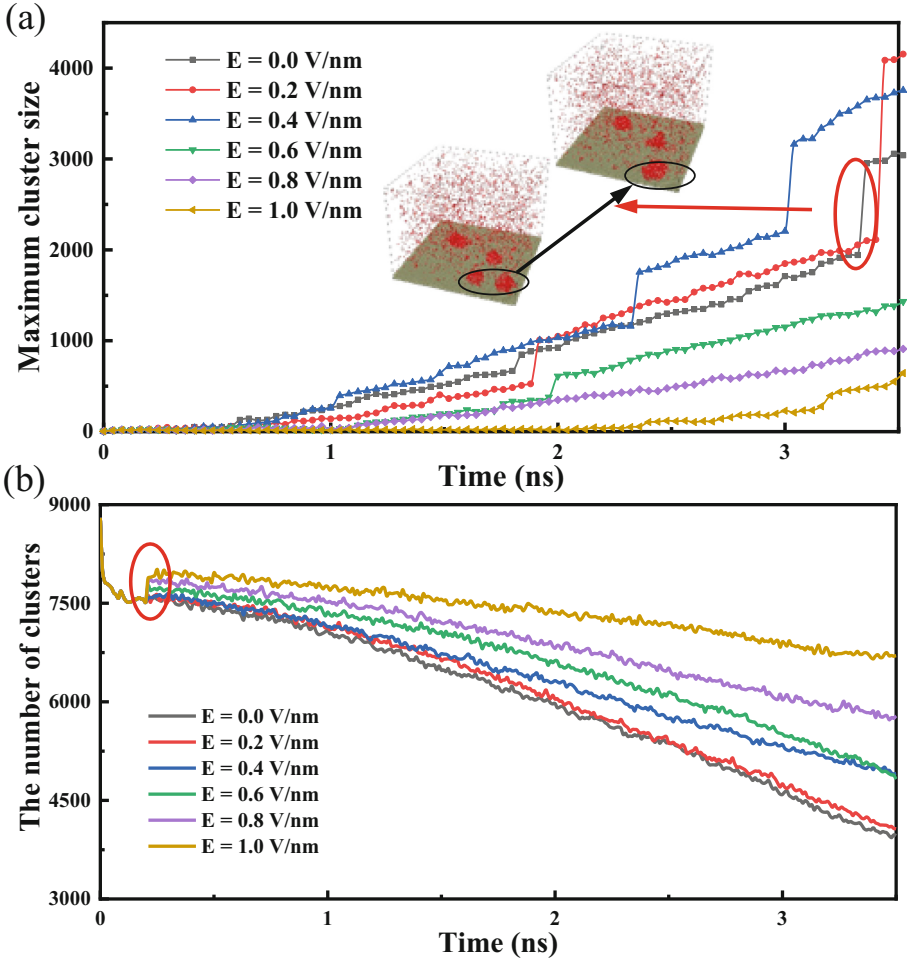 (a)
Maximum cluster size
4000
3000
2000
1000
0
E = 0.0 V/nm
E = 0.2 V/nm
E = 0.4 V/nm
E = 0.6 V/nm
E = 0.8 V/nm
E = 1.0 V/nm
0 1 2 3
Time (ns)
(b)
The number of clusters
9000
7500
6000
4500
3000
E = 0.0 V/nm
E = 0.2 V/nm
E = 0.4 V/nm
E = 0.6 V/nm
E = 0.8 V/nm
E = 1.0 V/nm
0 1 2 3
Time (ns)